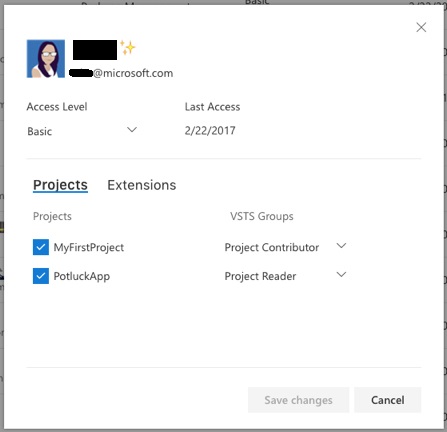 @microsoft.com
Access Level Last Access
Basic 2/22/2017
Projects Extensions
Projects VSTS Groups
MyFirstProject Project Contributor
PotluckApp Project Reader
Save changes Cancel